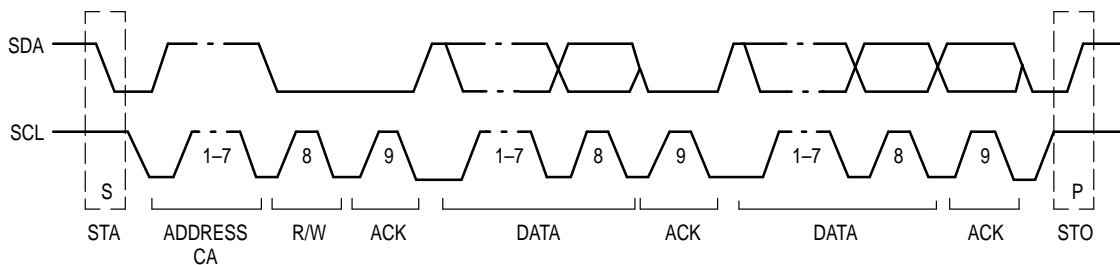 SDA
SCL
1–7 8 9 1–7 8 9 1–7 8 9
S P
STA ADDRESS R/W ACK DATA ACK DATA ACK STO
CA